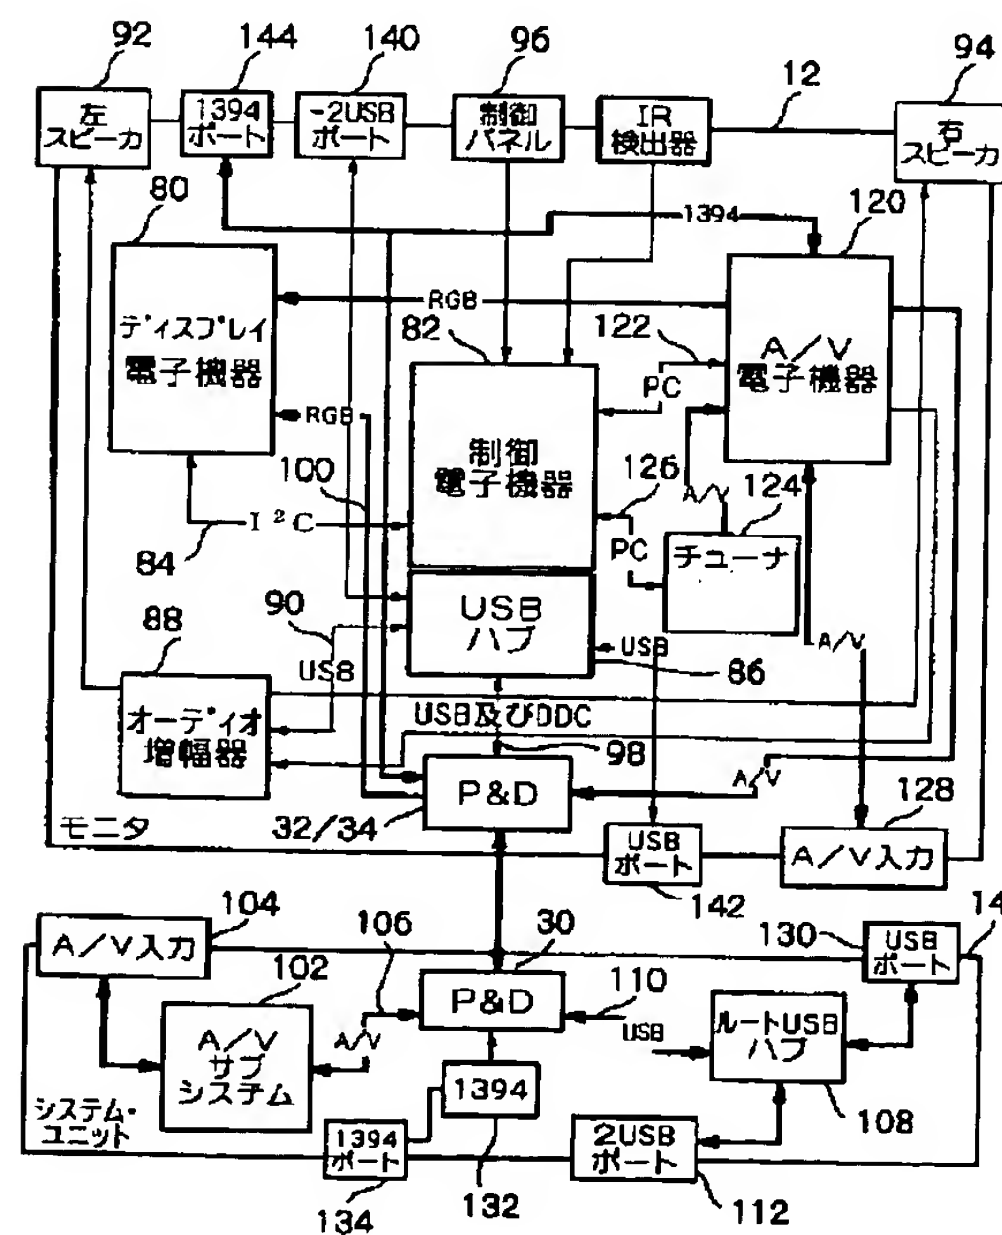 92
144
140
96
12
94
左
スピーカ
1394
ポート
-2USB
ポート
制御
パネル
IR
検出器
右
スピーカ
80
1394
120
ディスプレイ
電子機器
RGB
82
122
A/V
電子機器
PC
RGB
100
制御
電子機器
126
A/V
124
I²C
84
PC
チューナ
90
USB
ハブ
88
USB
USB
A/V
86
オーディオ
増幅器
USB及びDDC
98
P&D
A/V
32/34
128
モニタ
USB
ポート
A/V入力
142
104
106
30
130
14
A/V入力
USB
ポート
102
P&D
110
A/V
サブ
システム
A/V
USB
ルートUSB
ハブ
1394
システム・
ユニット
108
1394
ポート
2USB
ポート
132
134
112